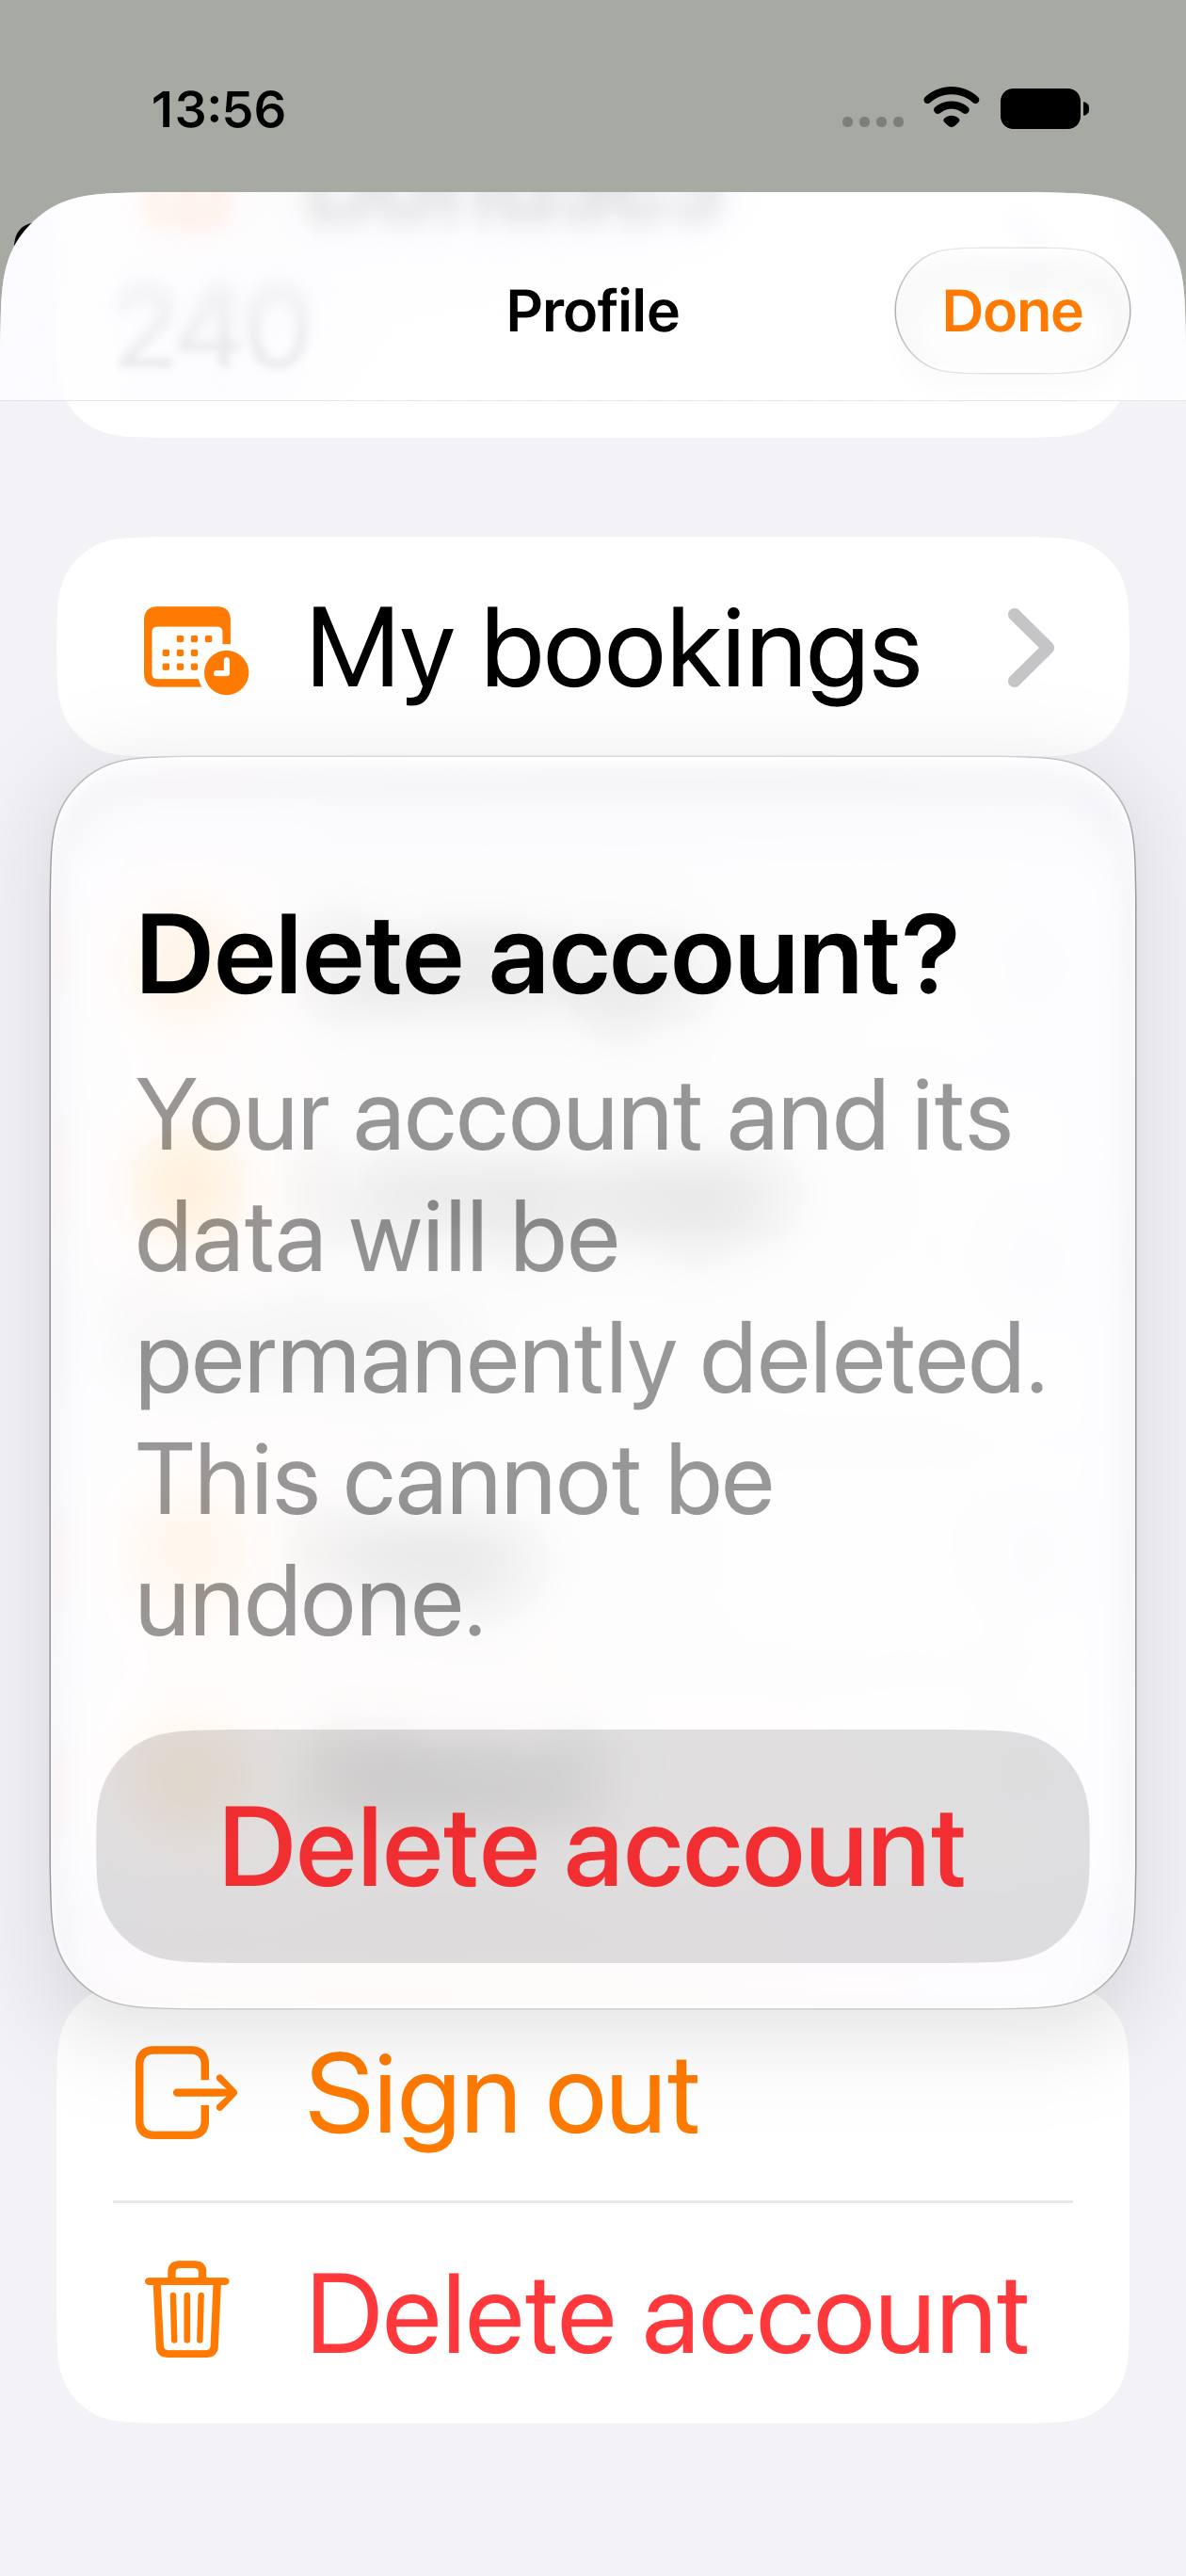 13:56
240
Profile
Done
My bookings
Delete account?
Your account and its
data will be
permanently deleted.
This cannot be
undone.
Delete account
Sign out
Delete account